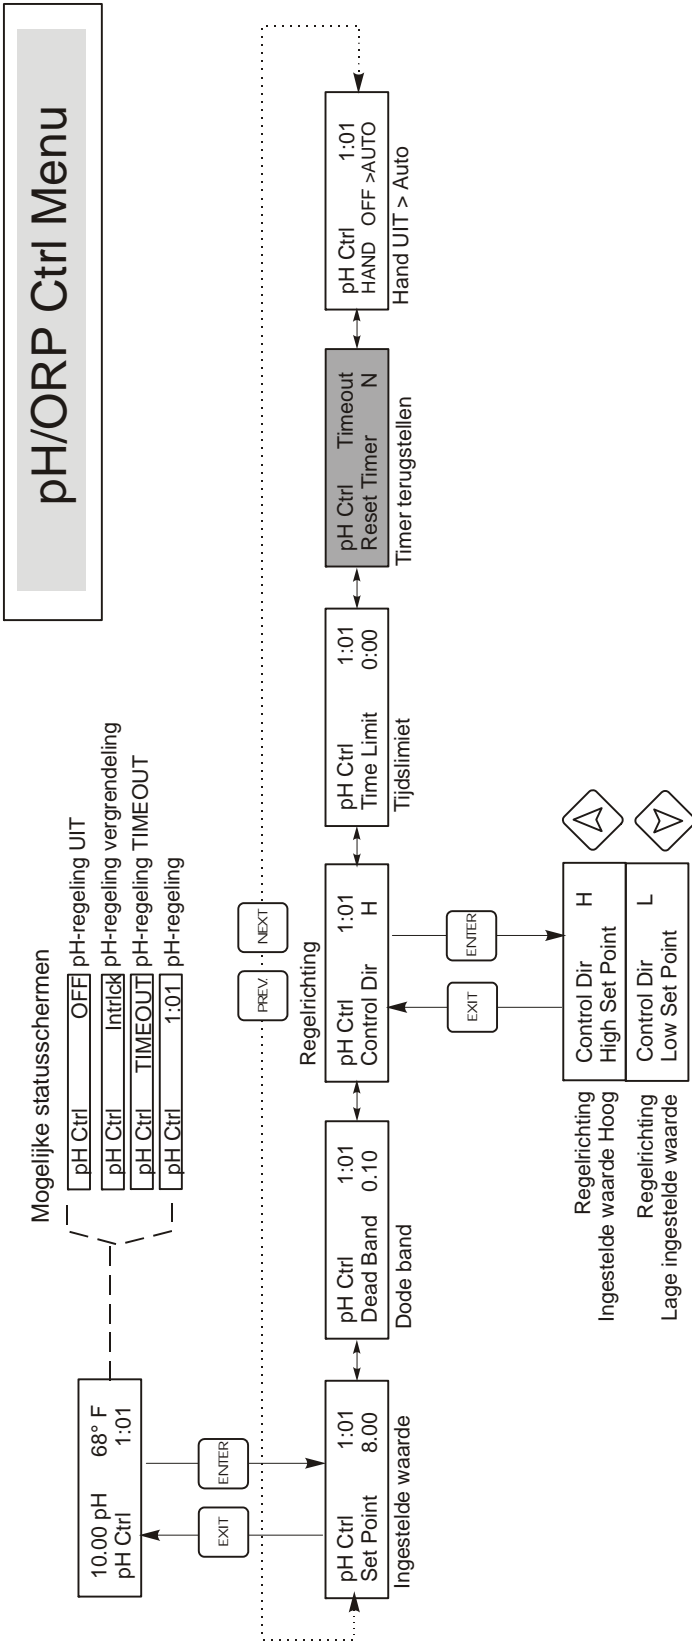 pH/ORP Ctrl Menu
Mogelijke statusschermen
pH Ctrl OFF pH-regeling UIT
pH Ctrl Intrlck pH-regeling vergrendeling
pH Ctrl TIMEOUT pH-regeling TIMEOUT
pH Ctrl 1:01 pH-regeling
10.00 pH 68° F
pH Ctrl 1:01
EXIT
ENTER
PREV.
NEXT
pH Ctrl 1:01
Set Point 8.00
Ingestelde waarde
pH Ctrl 1:01
Dead Band 0.10
Dode band
Regelrichting
pH Ctrl 1:01
Control Dir H
pH Ctrl 1:01
Time Limit 0:00
Tijdslimiet
pH Ctrl Timeout
Reset Timer N
Timer terugstellen
pH Ctrl 1:01
HAND OFF >AUTO
Hand UIT > Auto
EXIT
ENTER
Regelrichting
Ingestelde waarde Hoog
Control Dir H
High Set Point
Regelrichting
Lage ingestelde waarde
Control Dir L
Low Set Point